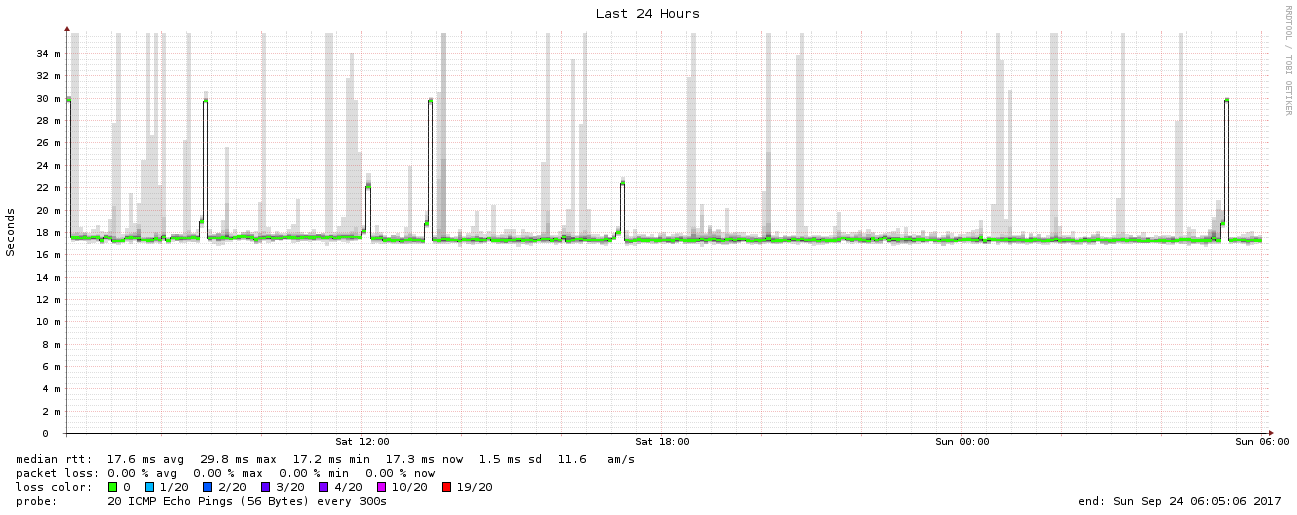 Last 24 Hours
RRDTOOL / TOBI OETIKER
Seconds
34 m
32 m
30 m
28 m
26 m
24 m
22 m
20 m
18 m
16 m
14 m
12 m
10 m
8 m
6 m
4 m
2 m
0
Sat 12:00 Sat 18:00 Sun 00:00 Sun 06:00
median rtt: 17.6 ms avg 29.8 ms max 17.2 ms min 17.3 ms now 1.5 ms sd 11.6 am/s
packet loss: 0.00 % avg 0.00 % max 0.00 % min 0.00 % now
loss color: 0 1/20 2/20 3/20 4/20 10/20 19/20
probe: 20 ICMP Echo Pings (56 Bytes) every 300s end: Sun Sep 24 06:05:06 2017